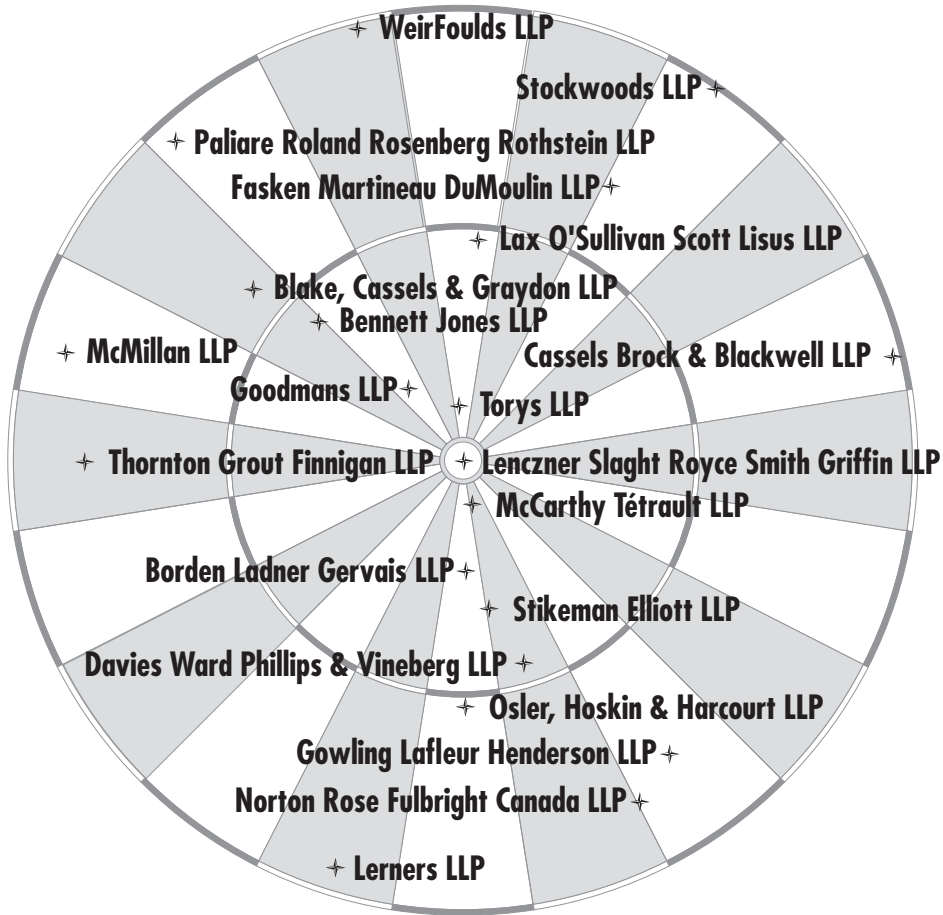 WeirFoulds LLP
Stockwoods LLP
Paliare Roland Rosenberg Rothstein LLP
Fasken Martineau DuMoulin LLP
Lax O'Sullivan Scott Lisus LLP
Blake, Cassels & Graydon LLP
Bennett Jones LLP
McMillan LLP
Cassels Brock & Blackwell LLP
Goodmans LLP
Torys LLP
Thornton Grout Finnigan LLP
Lenczner Slaght Royce Smith Griffin LLP
McCarthy Tétrault LLP
Borden Ladner Gervais LLP
Stikeman Elliott LLP
Davies Ward Phillips & Vineberg LLP
Osler, Hoskin & Harcourt LLP
Gowling Lafleur Henderson LLP
Norton Rose Fulbright Canada LLP
Lerners LLP